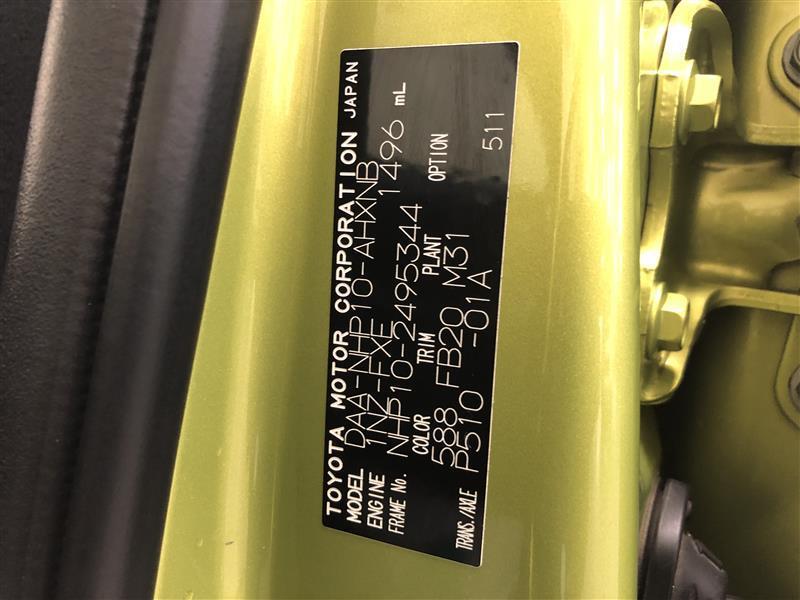 TOYOTA MOTOR CORPORATION JAPAN
MODEL DAA-NHP10-AHXNB
ENGINE 1NZ-FXE 1496 mL
FRAME No. NHP10-2495344
COLOR TRIM PLANT OPTION
588 FB20 M31
TRANS./AXLE P510 -01A 511